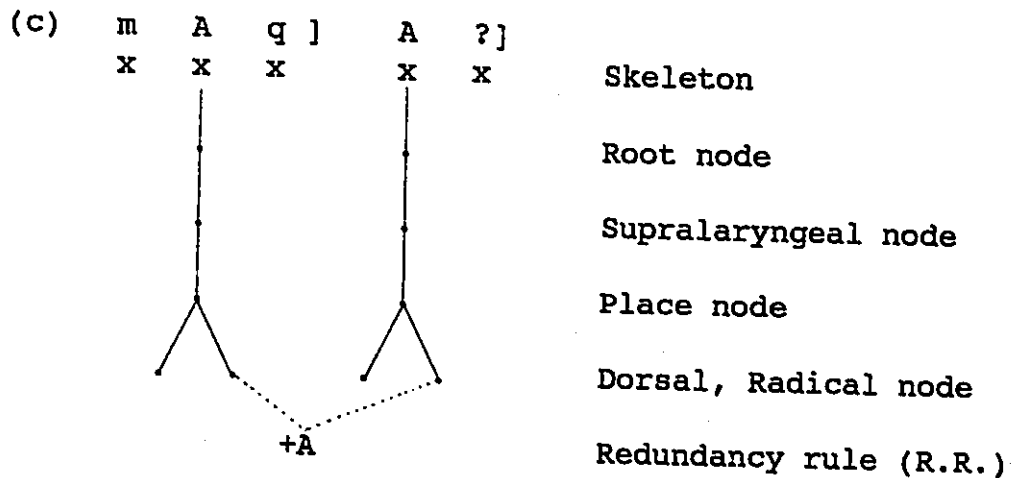 (c) m A q ] A ?]
x x x x x Skeleton
Root node
Supralaryngeal node
Place node
Dorsal, Radical node
+A Redundancy rule (R.R.)